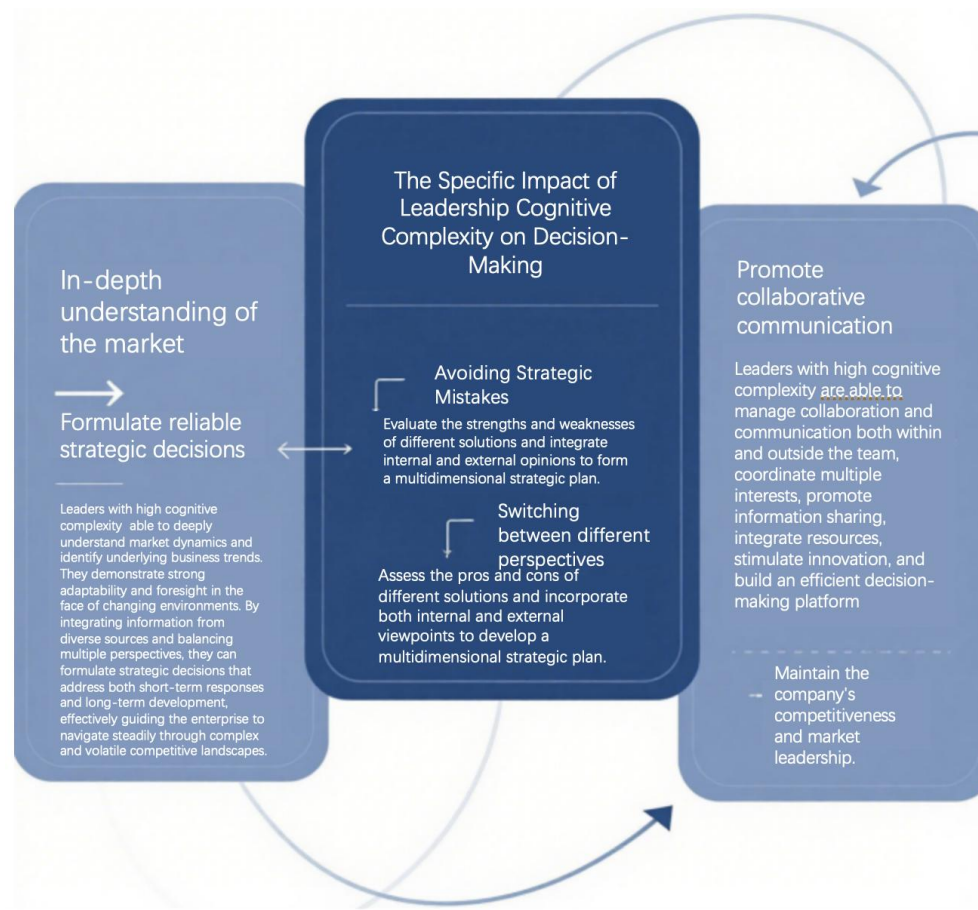 In-depth
understanding of
the market
Formulate reliable
strategic decisions
Leaders with high cognitive
complexity able to deeply
understand market dynamics and
identify underlying business trends.
They demonstrate strong
adaptability and foresight in the
face of changing environments. By
integrating information from
diverse sources and balancing
multiple perspectives, they can
formulate strategic decisions that
address both short-term responses
and long-term development,
effectively guiding the enterprise to
navigate steadily through complex
and volatile competitive landscapes.
The Specific Impact of
Leadership Cognitive
Complexity on Decision-
Making
Avoiding Strategic
Mistakes
Evaluate the strengths and weaknesses
of different solutions and integrate
internal and external opinions to form
a multidimensional strategic plan.
Switching
between different
perspectives
Assess the pros and cons of
different solutions and incorporate
both internal and external
viewpoints to develop a
multidimensional strategic plan.
Promote
collaborative
communication
Leaders with high cognitive
complexity are able to
manage collaboration and
communication both within
and outside the team,
coordinate multiple
interests, promote
information sharing,
integrate resources,
stimulate innovation, and
build an efficient decision-
making platform
Maintain the
company's
competitiveness
and market
leadership.